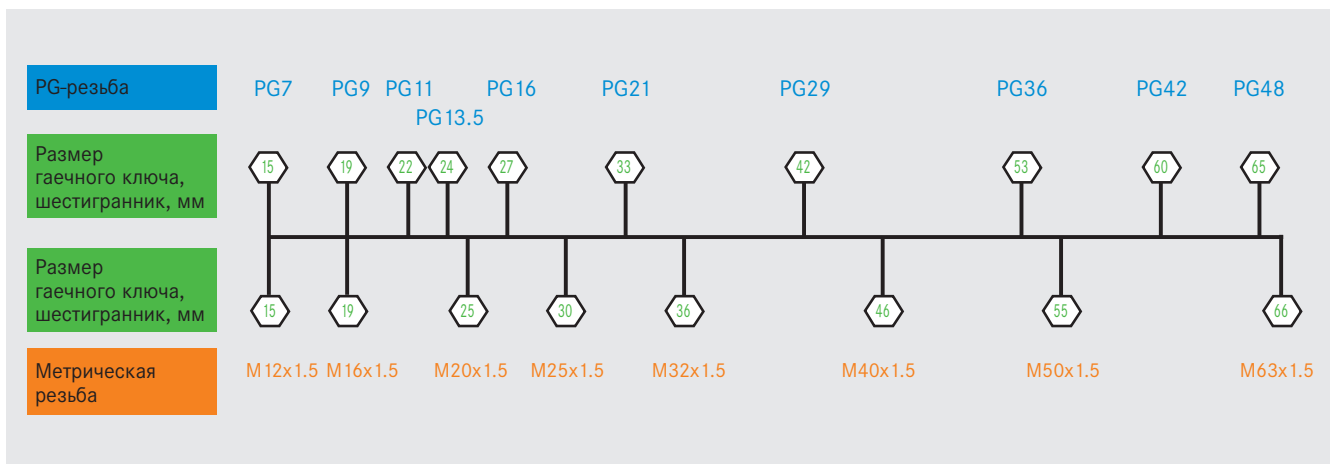 PG-резьба PG7 PG9 PG11 PG16 PG21 PG29 PG36 PG42 PG48
PG13.5
Размер
гаечного ключа,
шестигранник, мм
15 19 22 24 27 33 42 53 60 65
Размер
гаечного ключа,
шестигранник, мм
15 19 25 30 36 46 55 66
Метрическая
резьба
M12x1.5 M16x1.5 M20x1.5 M25x1.5 M32x1.5 M40x1.5 M50x1.5 M63x1.5